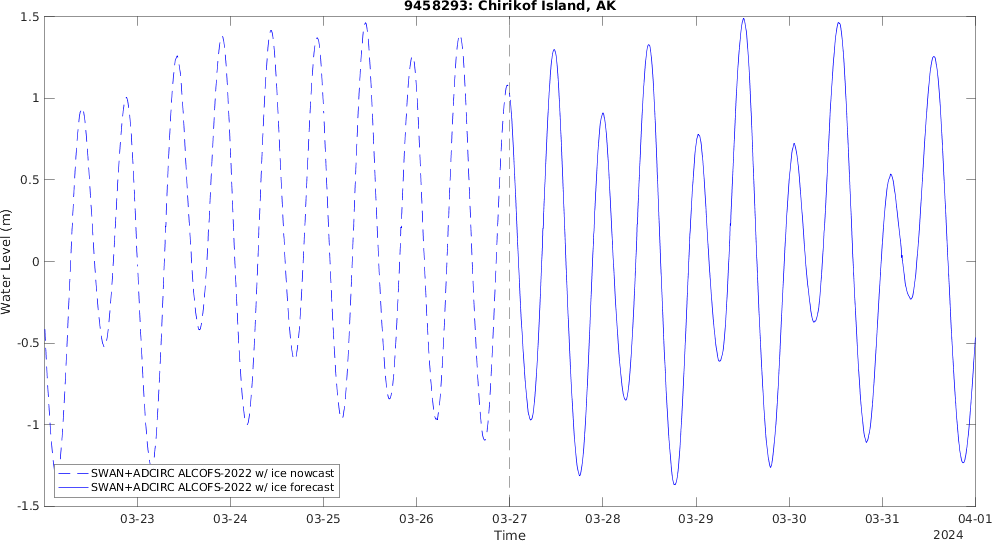 9458293: Chirikof Island, AK
1.5
1
0.5
0
-0.5
-1
-1.5
Water Level (m)
SWAN+ADCIRC ALCOFS-2022 w/ ice nowcast
SWAN+ADCIRC ALCOFS-2022 w/ ice forecast
03-23 03-24 03-25 03-26 03-27 03-28 03-29 03-30 03-31 04-01
Time
2024